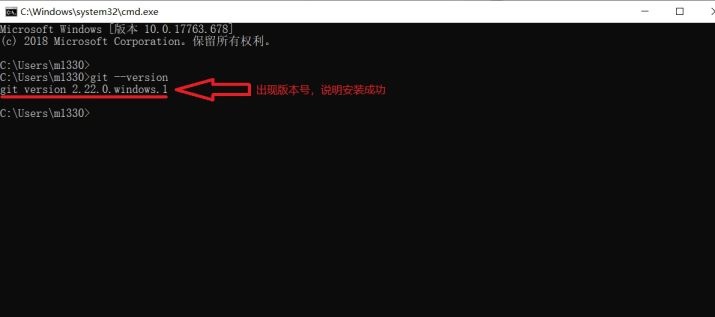 C:\Windows\system32\cmd.exe
Microsoft Windows [版本 10.0.17763.678]
(c) 2018 Microsoft Corporation。保留所有权利。
C:\Users\m1330>
C:\Users\m1330>git --version
git version 2.22.0.windows.1
出现版本号，说明安装成功
C:\Users\m1330>